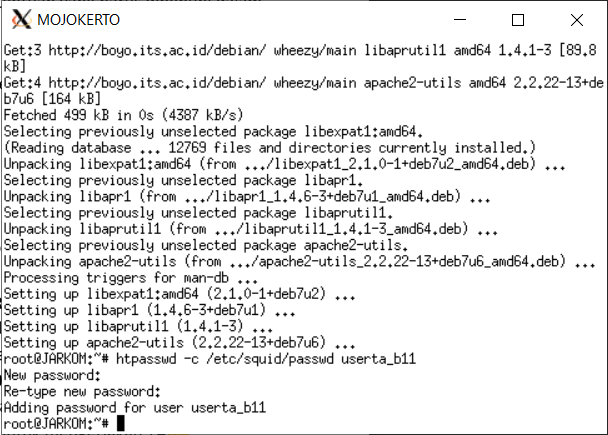 MOJOKERTO
Get:3 http://boyo.its.ac.id/debian/ wheezy/main libaprutil1 amd64 1.4.1-3 [89.8
kB]
Get:4 http://boyo.its.ac.id/debian/ wheezy/main apache2-utils amd64 2.2.22-13+de
b7u6 [164 kB]
Fetched 499 kB in 0s (4387 kB/s)
Selecting previously unselected package libexpat1:amd64.
(Reading database ... 12769 files and directories currently installed.)
Unpacking libexpat1:amd64 (from .../libexpat1_2.1.0-1+deb7u2_amd64.deb) ...
Selecting previously unselected package libapr1.
Unpacking libapr1 (from .../libapr1_1.4.6-3+deb7u1_amd64.deb) ...
Selecting previously unselected package libaprutil1.
Unpacking libaprutil1 (from .../libaprutil1_1.4.1-3_amd64.deb) ...
Selecting previously unselected package apache2-utils.
Unpacking apache2-utils (from .../apache2-utils_2.2.22-13+deb7u6_amd64.deb) ...
Processing triggers for man-db ...
Setting up libexpat1:amd64 (2.1.0-1+deb7u2) ...
Setting up libapr1 (1.4.6-3+deb7u1) ...
Setting up libaprutil1 (1.4.1-3) ...
Setting up apache2-utils (2.2.22-13+deb7u6) ...
root@JARKOM:~# htpasswd -c /etc/squid/passwd userta_b11
New password:
Re-type new password:
Adding password for user userta_b11
root@JARKOM:~#